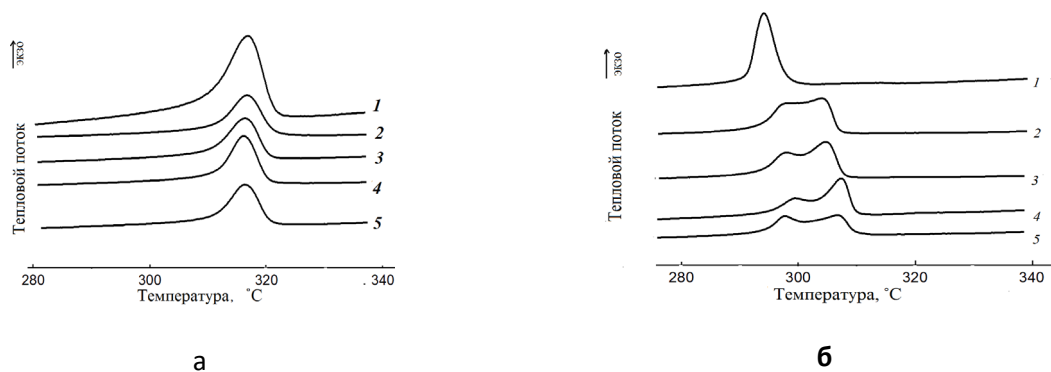 экзо
Тепловой поток
1
2
3
4
5
280
300
320
. 340
Температура, °С
а
экзо
Тепловой поток
1
2
3
4
5
280
300
320
340
Температура, °С
б